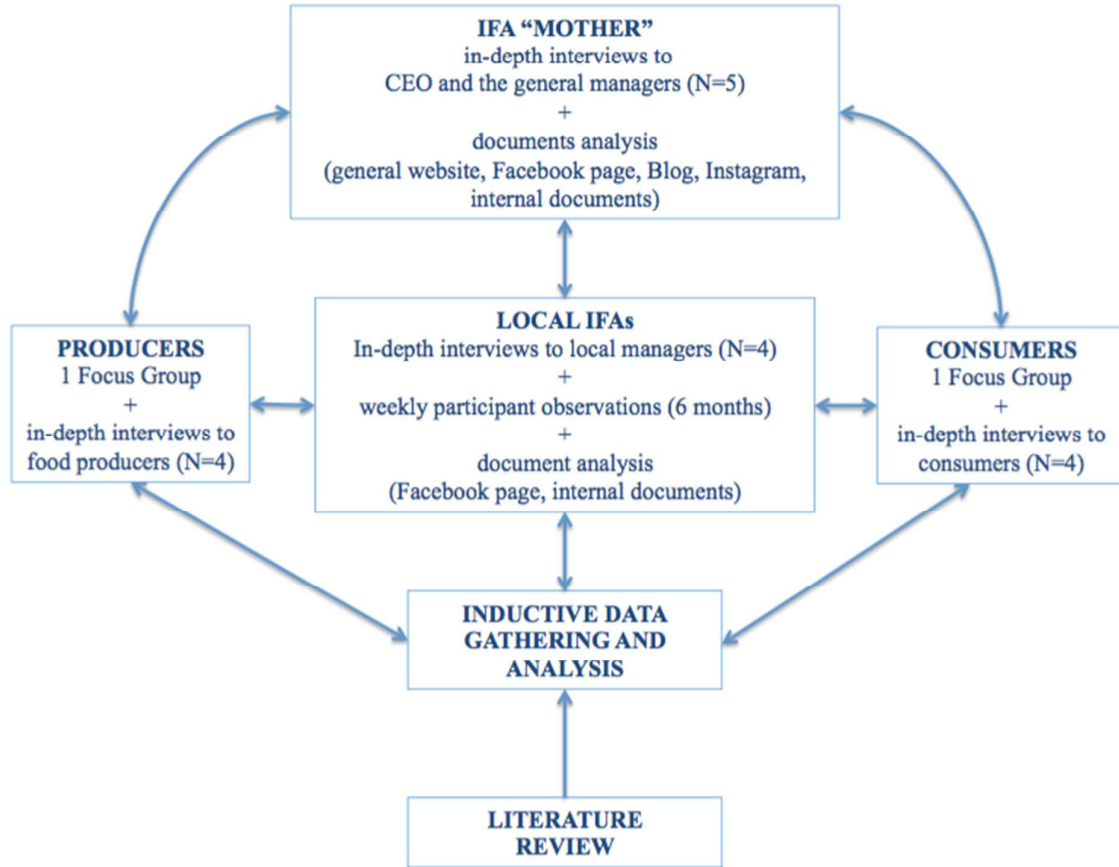 IFA “MOTHER”
in-depth interviews to
CEO and the general managers (N=5)
+
documents analysis
(general website, Facebook page, Blog, Instagram,
internal documents)
PRODUCERS
1 Focus Group
+
in-depth interviews to
food producers (N=4)
LOCAL IFAs
In-depth interviews to local managers (N=4)
+
weekly participant observations (6 months)
+
document analysis
(Facebook page, internal documents)
CONSUMERS
1 Focus Group
+
in-depth interviews to
consumers (N=4)
INDUCTIVE DATA
GATHERING AND
ANALYSIS
LITERATURE
REVIEW